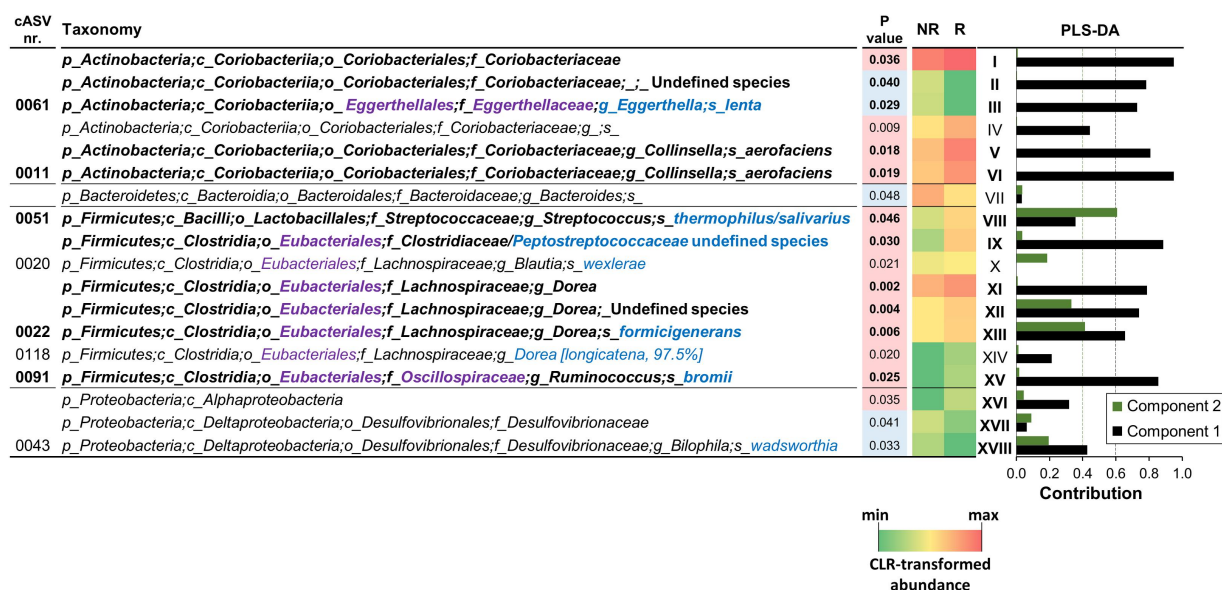 cASV nr. Taxonomy P value NR R PLS-DA
p_Actinobacteria;c_Coriobacteriia;o_Coriobacteriales;f_Coriobacteriaceae 0.036 I
p_Actinobacteria;c_Coriobacteriia;o_Coriobacteriales;f_Coriobacteriaceae;_;_ Undefined species 0.040 II
0061 p_Actinobacteria;c_Coriobacteriia;o_Eggerthellales;f_Eggerthellaceae;g_Eggerthella;s_lenta 0.029 III
p_Actinobacteria;c_Coriobacteriia;o_Coriobacteriales;f_Coriobacteriaceae;g_;s_ 0.009 IV
p_Actinobacteria;c_Coriobacteriia;o_Coriobacteriales;f_Coriobacteriaceae;g_Collinsella;s_aerofaciens 0.018 V
0011 p_Actinobacteria;c_Coriobacteriia;o_Coriobacteriales;f_Coriobacteriaceae;g_Collinsella;s_aerofaciens 0.019 VI
p_Bacteroidetes;c_Bacteroidia;o_Bacteroidales;f_Bacteroidaceae;g_Bacteroides;s_ 0.048 VII
0051 p_Firmicutes;c_Bacilli;o_Lactobacillales;f_Streptococcaceae;g_Streptococcus;s_thermophilus/salivarius 0.046 VIII
p_Firmicutes;c_Clostridia;o_Eubacteriales;f_Clostridiaceae/Peptostreptococcaceae undefined species 0.030 IX
0020 p_Firmicutes;c_Clostridia;o_Eubacteriales;f_Lachnospiraceae;g_Blautia;s_wexlerae 0.021 X
p_Firmicutes;c_Clostridia;o_Eubacteriales;f_Lachnospiraceae;g_Dorea 0.002 XI
p_Firmicutes;c_Clostridia;o_Eubacteriales;f_Lachnospiraceae;g_Dorea;_Undefined species 0.004 XII
0022 p_Firmicutes;c_Clostridia;o_Eubacteriales;f_Lachnospiraceae;g_Dorea;s_formicigenerans 0.006 XIII
0118 p_Firmicutes;c_Clostridia;o_Eubacteriales;f_Lachnospiraceae;g_Dorea [longicatena, 97.5%] 0.020 XIV
0091 p_Firmicutes;c_Clostridia;o_Eubacteriales;f_Oscillospiraceae;g_Ruminococcus;s_bromii 0.025 XV
p_Proteobacteria;c_Alphaproteobacteria 0.035 XVI
p_Proteobacteria;c_Deltaproteobacteria;o_Desulfovibrionales;f_Desulfovibrionaceae 0.041 XVII
0043 p_Proteobacteria;c_Deltaproteobacteria;o_Desulfovibrionales;f_Desulfovibrionaceae;g_Bilophila;s_wadsworthia 0.033 XVIII
Component 2
Component 1
0.0 0.2 0.4 0.6 0.8 1.0
Contribution
min max
CLR-transformed
abundance